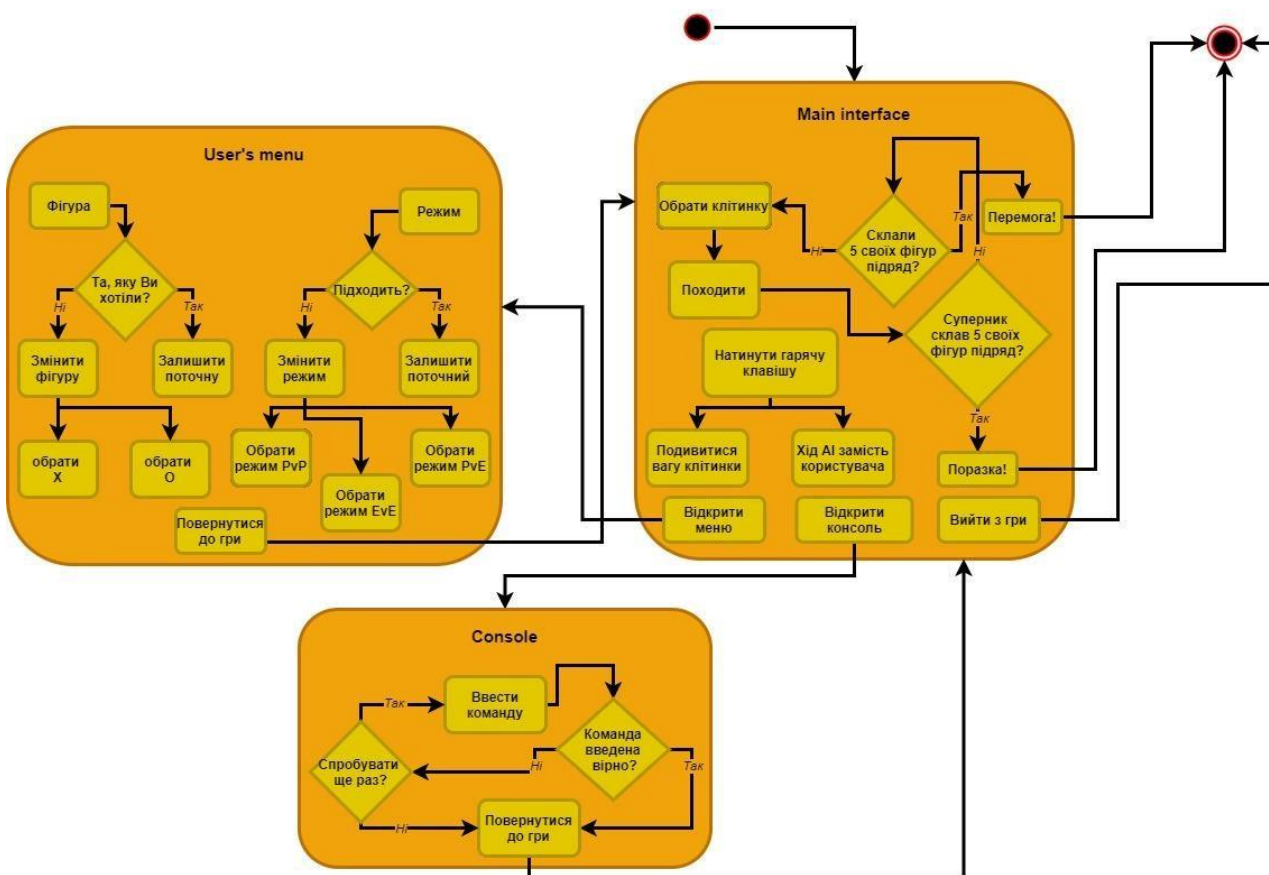 User's menu
Фігура
Режим
Та, яку Ви
хотіли?
Ні
Так
Підходить?
Ні
Так
Змінити
фігуру
Залишити
поточну
Змінити
режим
Залишити
поточний
обрати
X
обрати
O
Обрати
режим PvP
Обрати
режим EvE
Обрати
режим PvE
Повернутися
до гри
Main interface
Обрати клітинку
Ні
Склали
5 своїх фігур
підряд?
Так
Перемога!
Ні
Походити
Суперник
склав 5 своїх
фігур підряд?
Натинути гарячу
клавішу
Так
Подивитися
вагу клітинки
Хід AI замість
користувача
Поразка!
Відкрити
меню
Відкрити
консоль
Вийти з гри
Console
Так
Ввести
команду
Команда
введена
вірно?
Спробувати
ще раз?
Ні
Так
Ні
Повернутися
до гри